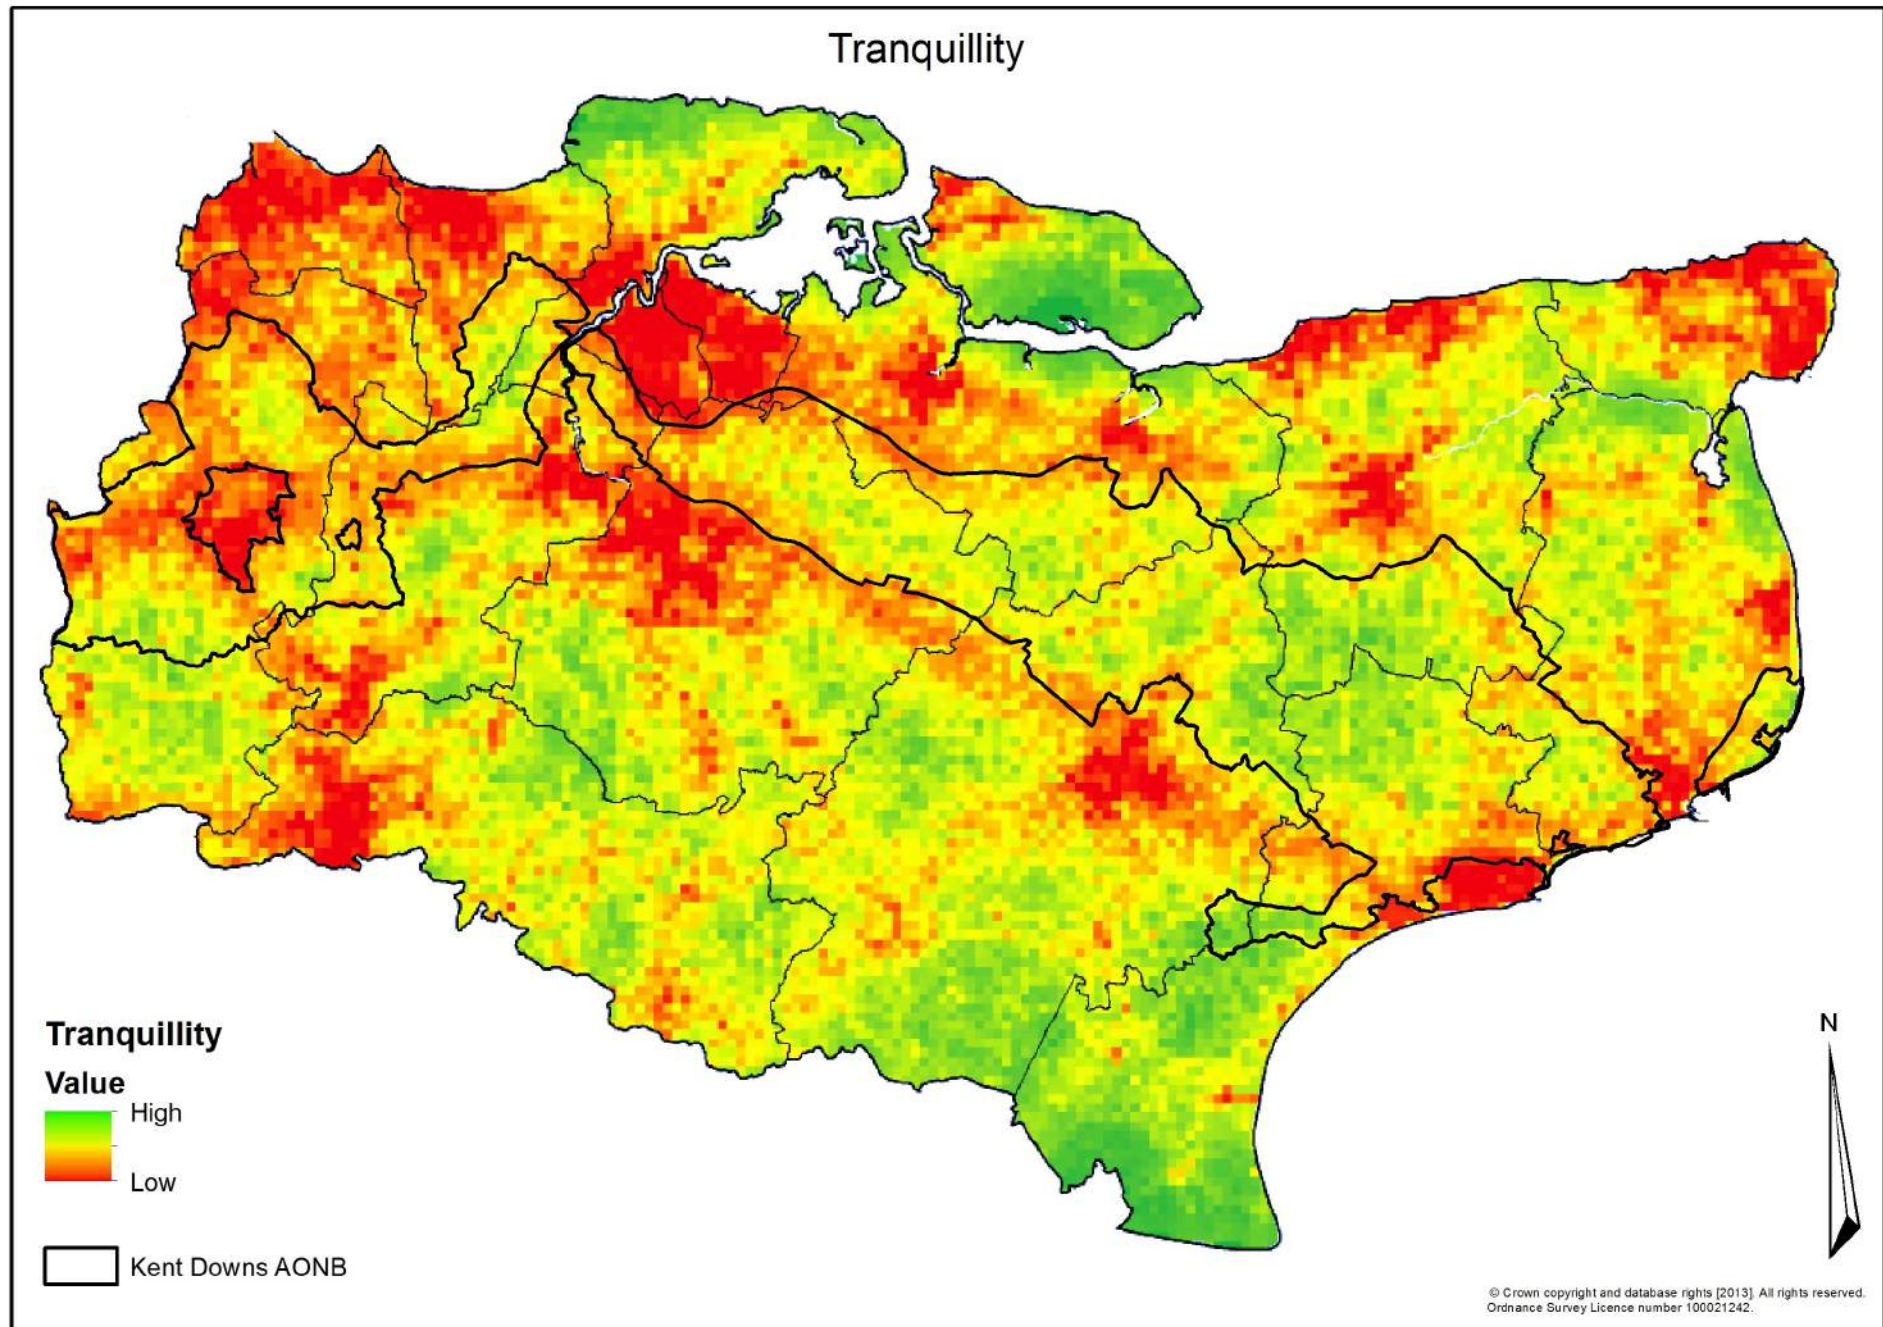 Tranquillity
Tranquillity
Value
High
Low
Kent Downs AONB
N
© Crown copyright and database rights [2013]. All rights reserved.
Ordnance Survey Licence number 100021242.